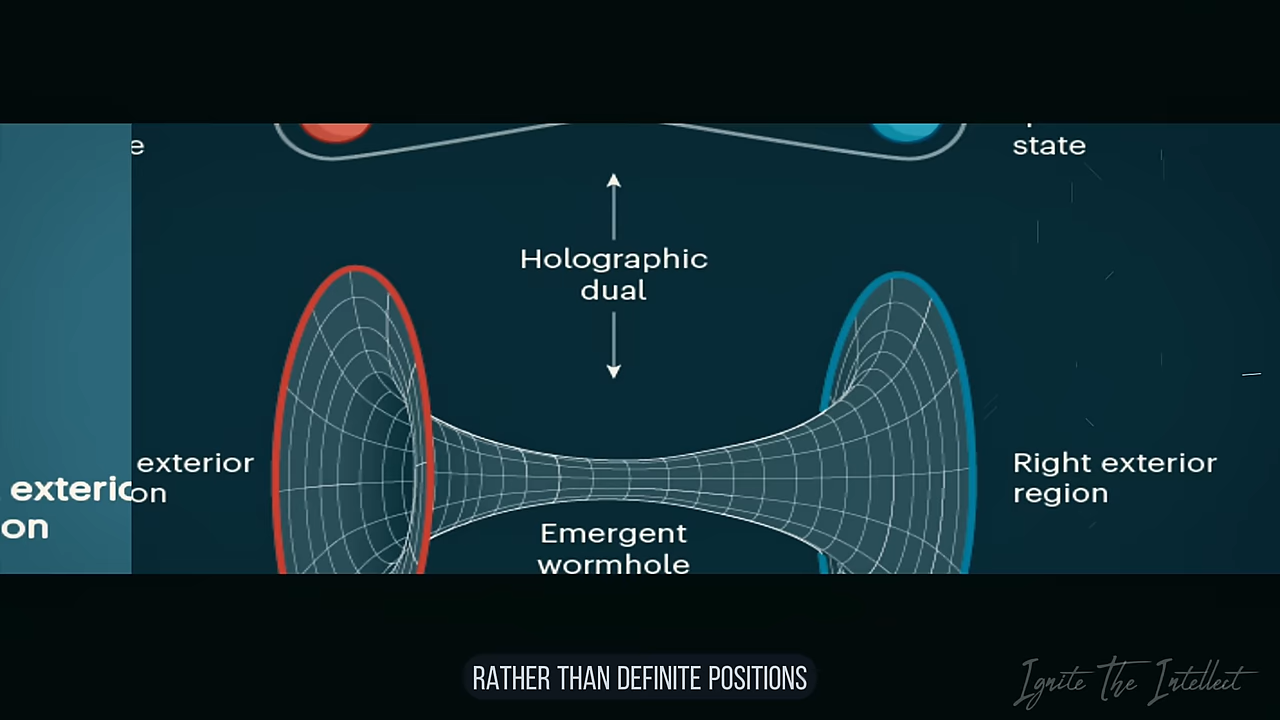 e
state
Holographic
dual
exterior
on
exteric
on
Right exterior
region
Emergent
wormhole
RATHER THAN DEFINITE POSITIONS
Ignite The Intellect